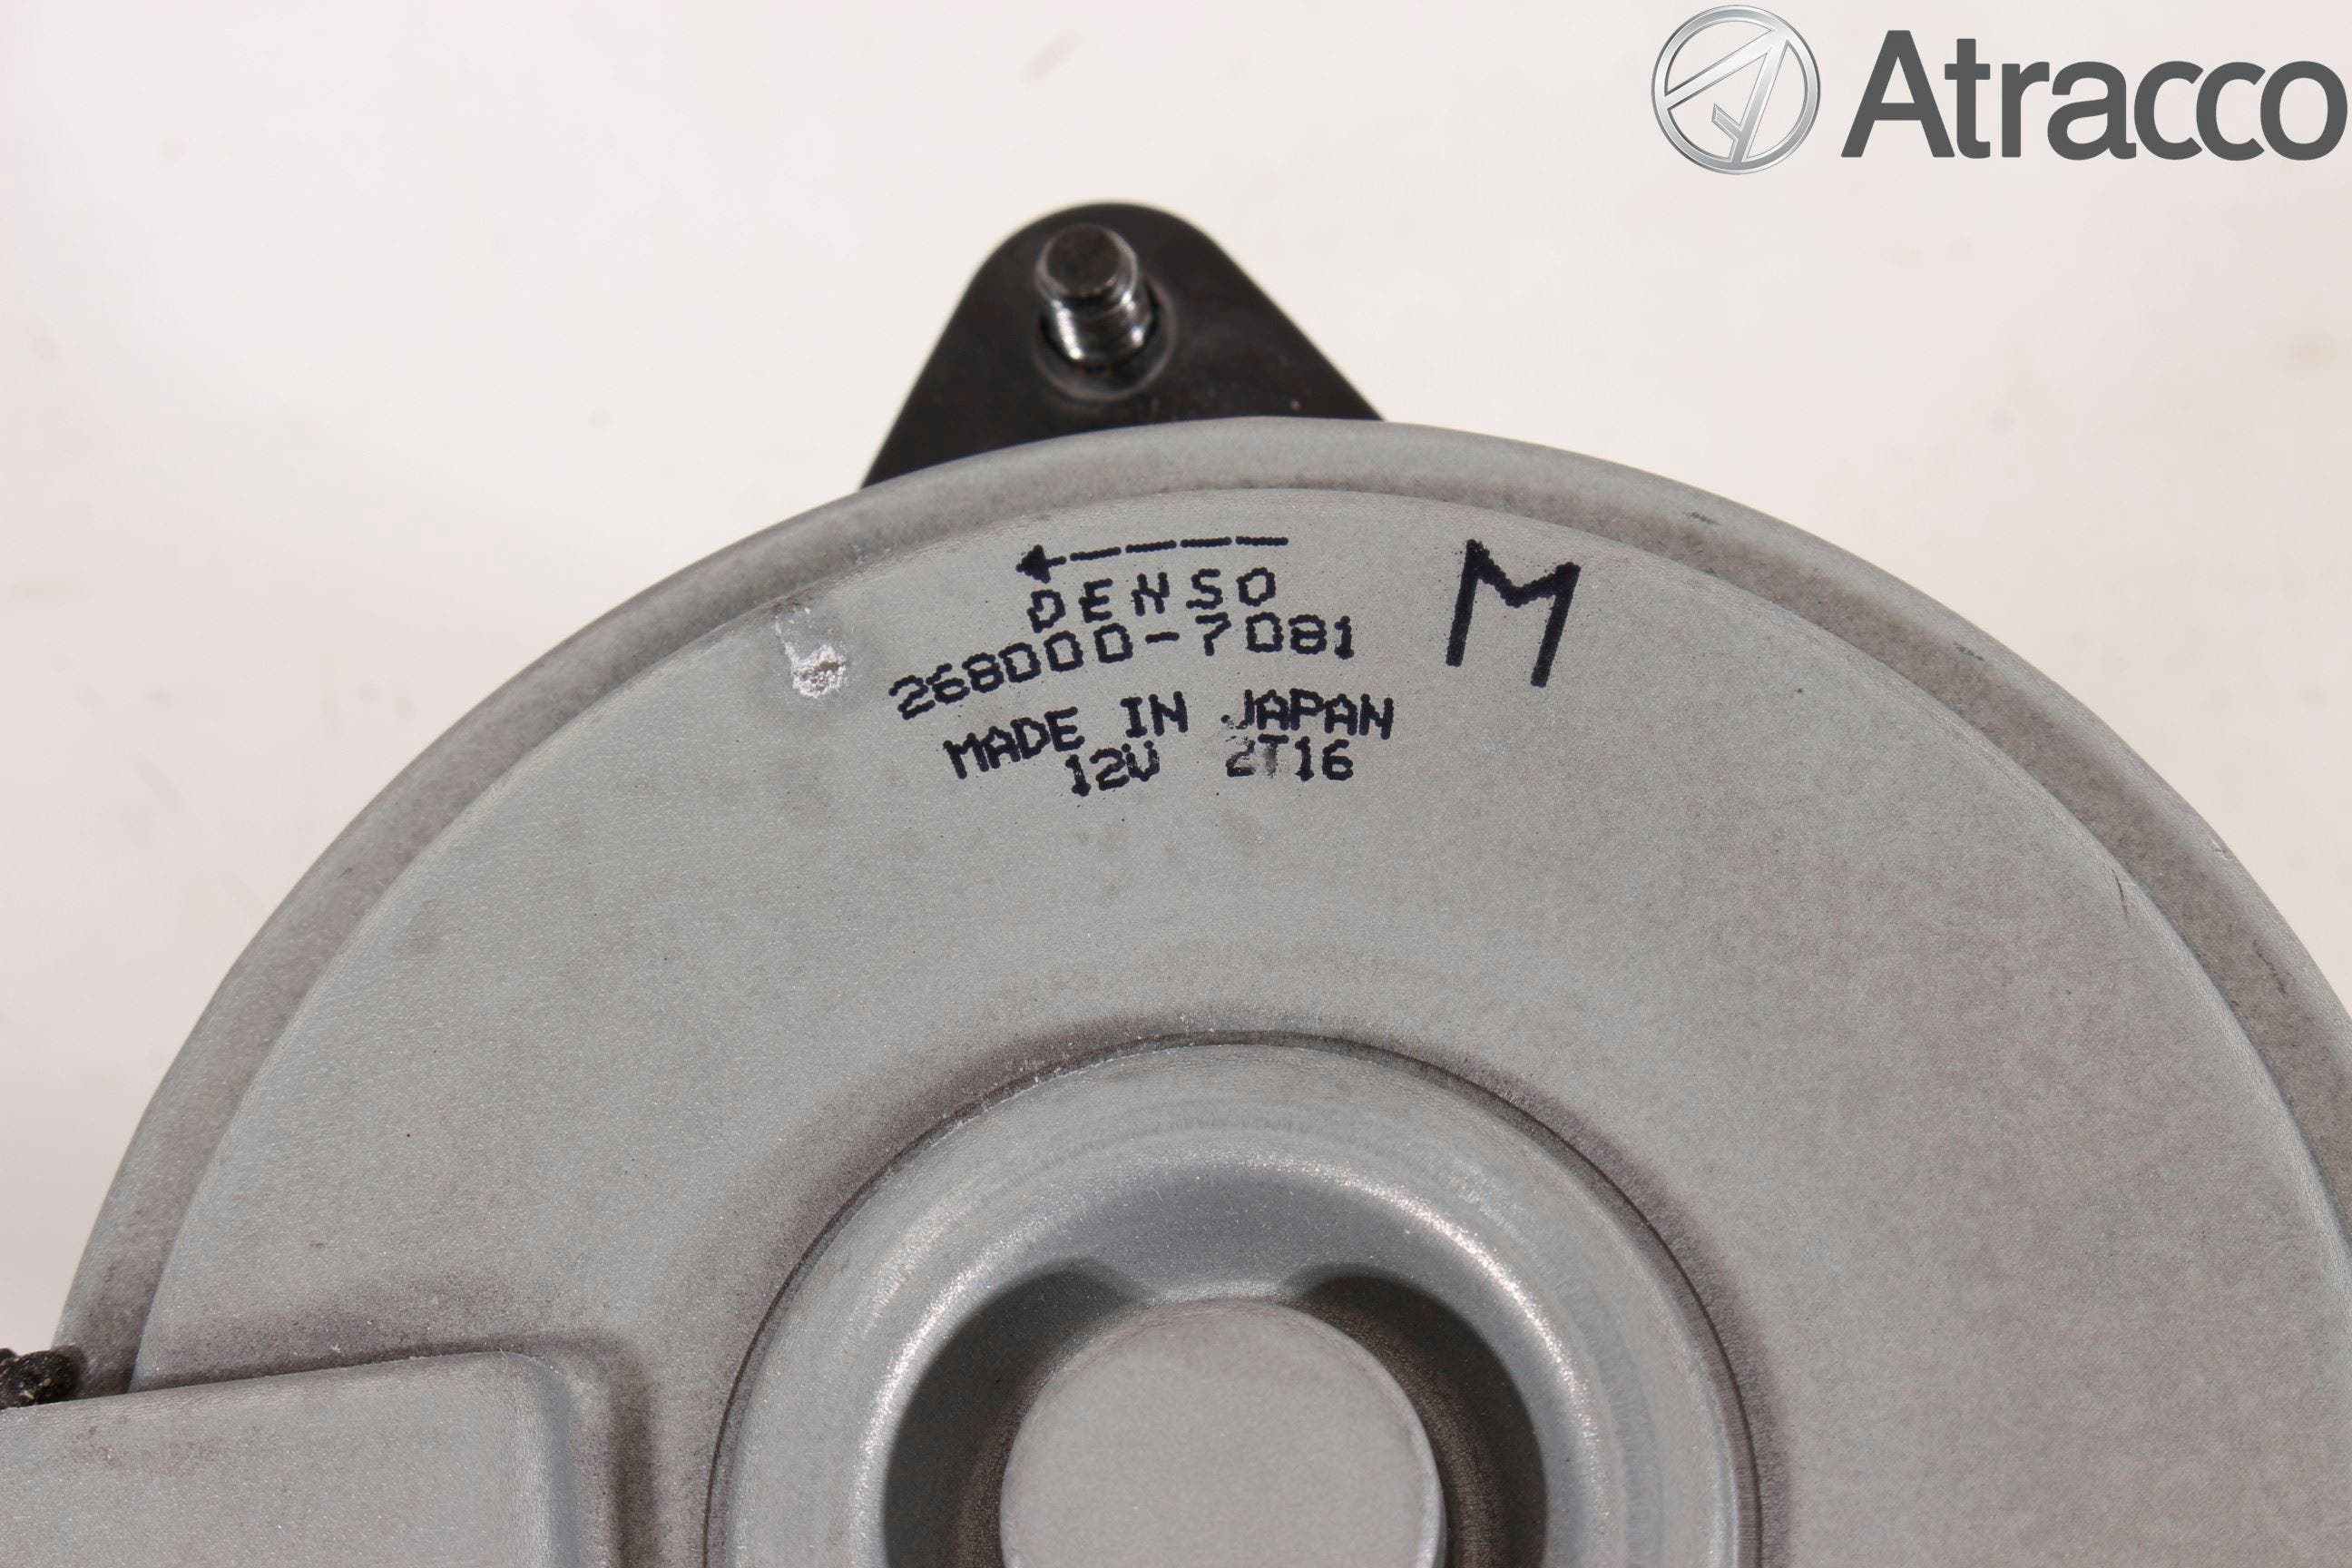 Atracco
DENSO
268000-7081
M
MADE IN JAPAN
12V 2T16